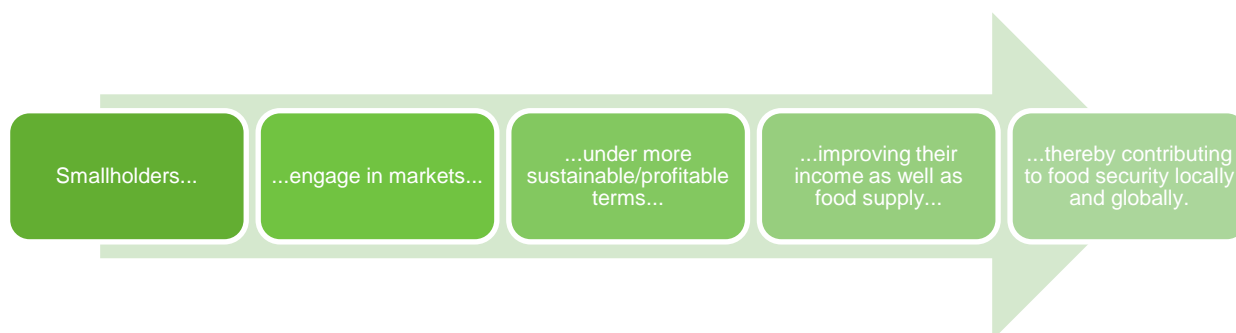 Smallholders...
...engage in markets...
...under more
sustainable/profitable
terms...
...improving their
income as well as
food supply...
...thereby contributing
to food security locally
and globally.